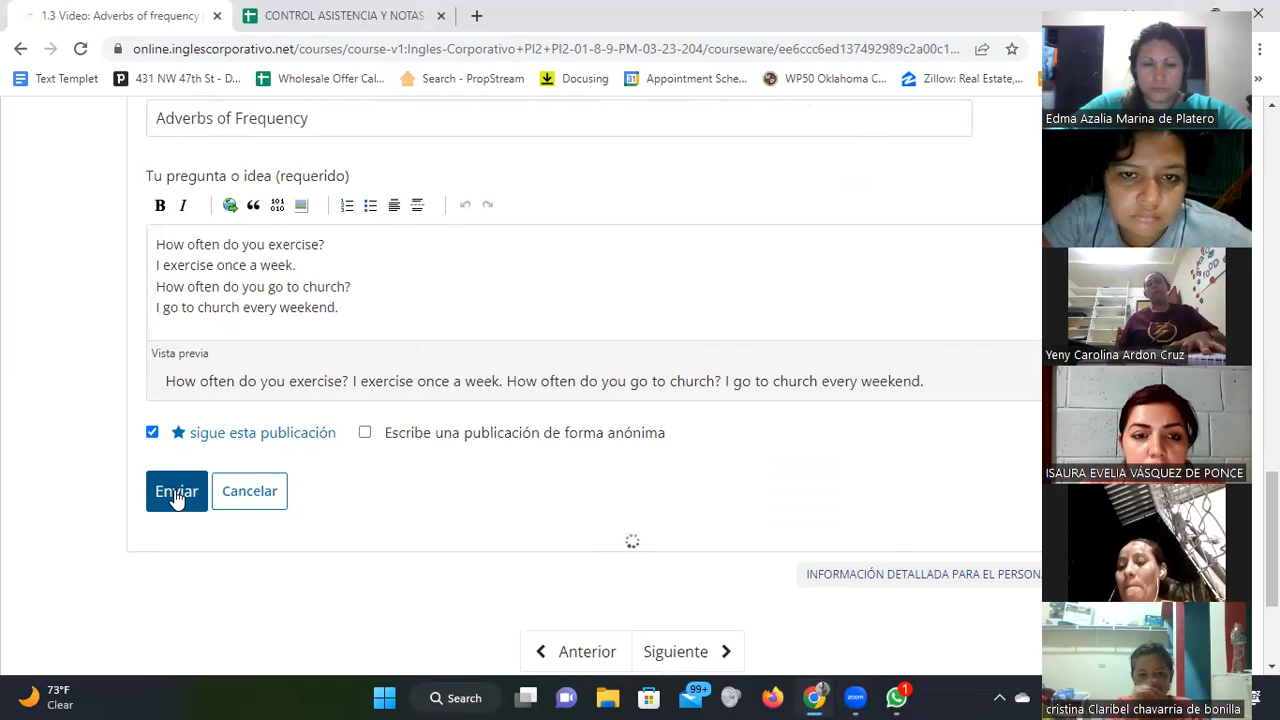 1.3 Video: Adverbs of frequency
CONTROL ASISTENCIA Y NOTAS
online.inglescorporativo.net/courses/course-v1:Ingles-Corporativo+PI2+PI2-01-8-9-PM-03-23-204/courseware/ee6ccc6ed137492989c2a00c1...
Text Templet
431 NW 47th St - D...
Wholesale Offer Cal...
Search - PropStream
Docusing
Appointment Sche...
WP50 Oklahoma C...
Zillow: Real Estate,...
Adverbs of Frequency
Tu pregunta o idea (requerido)
How often do you exercise?
I exercise once a week.
How often do you go to church?
I go to church every weekend.
Vista previa
How often do you exercise? I exercise once a week. How often do you go to church? I go to church every weekend.
sigue esta publicación
Escribe una publicación de forma anónima
Enviar
Cancelar
INFORMACIÓN DETALLADA PARA EL PERSON
Anterior
Siguiente
73°F
Clear
Search
99+
1
Edma Azalia Marina de Platero
Yeny Carolina Ardon Cruz
ISAURA EVELIA VÁSQUEZ DE PONCE
cristina Claribel chavarria de bonilla